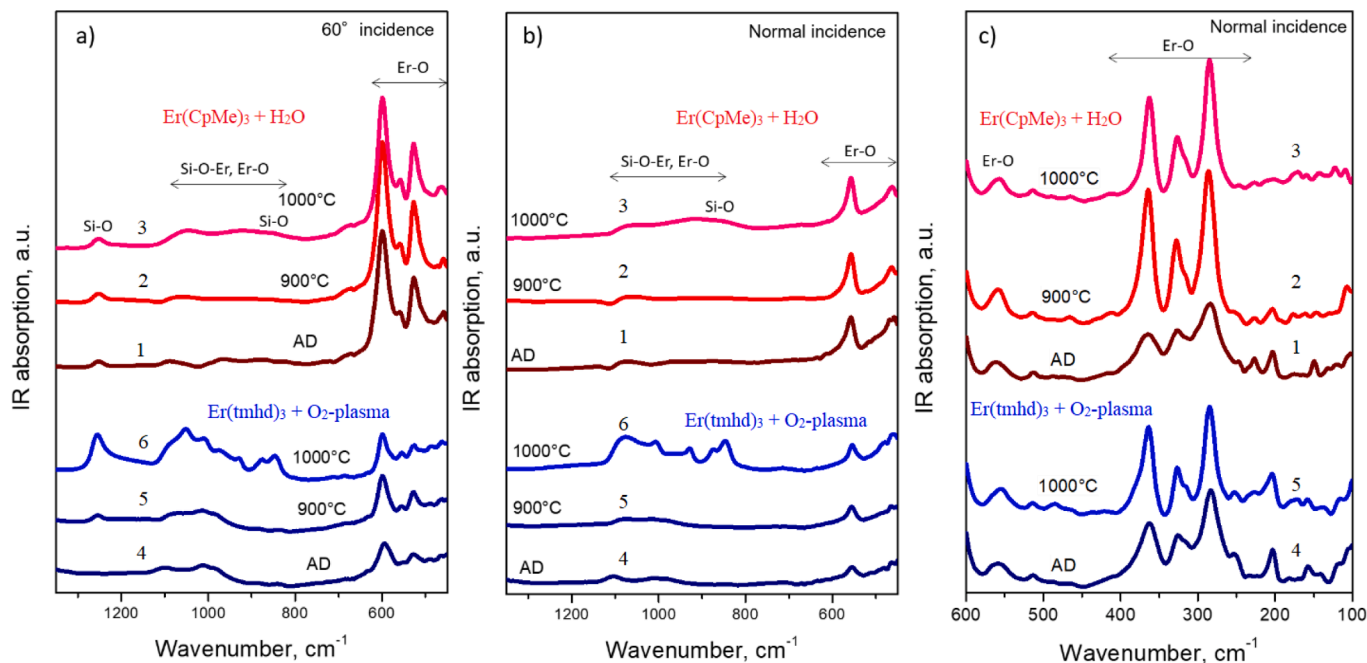 a)
60° incidence
Er-O
Er(CpMe)₃ + H₂O
Si-O-Er, Er-O
Si-O
3
Si-O
1000°C
2
900°C
1
AD
Er(tmhd)₃ + O₂-plasma
6
1000°C
5
900°C
4
AD
IR absorption, a.u.
1200 1000 800 600
Wavenumber, cm⁻¹
b)
Normal incidence
Er(CpMe)₃ + H₂O
Er-O
Si-O-Er, Er-O
1000°C
3
Si-O
900°C
2
AD
1
6
Er(tmhd)₃ + O₂-plasma
1000°C
900°C
5
AD
4
IR absorption, a.u.
1200 1000 800 600
Wavenumber, cm⁻¹
c)
Normal incidence
Er-O
Er(CpMe)₃ + H₂O
Er-O
1000°C
3
900°C
2
AD
1
Er(tmhd)₃ + O₂-plasma
1000°C
5
AD
4
IR absorption, a.u.
600 500 400 300 200 100
Wavenumber, cm⁻¹